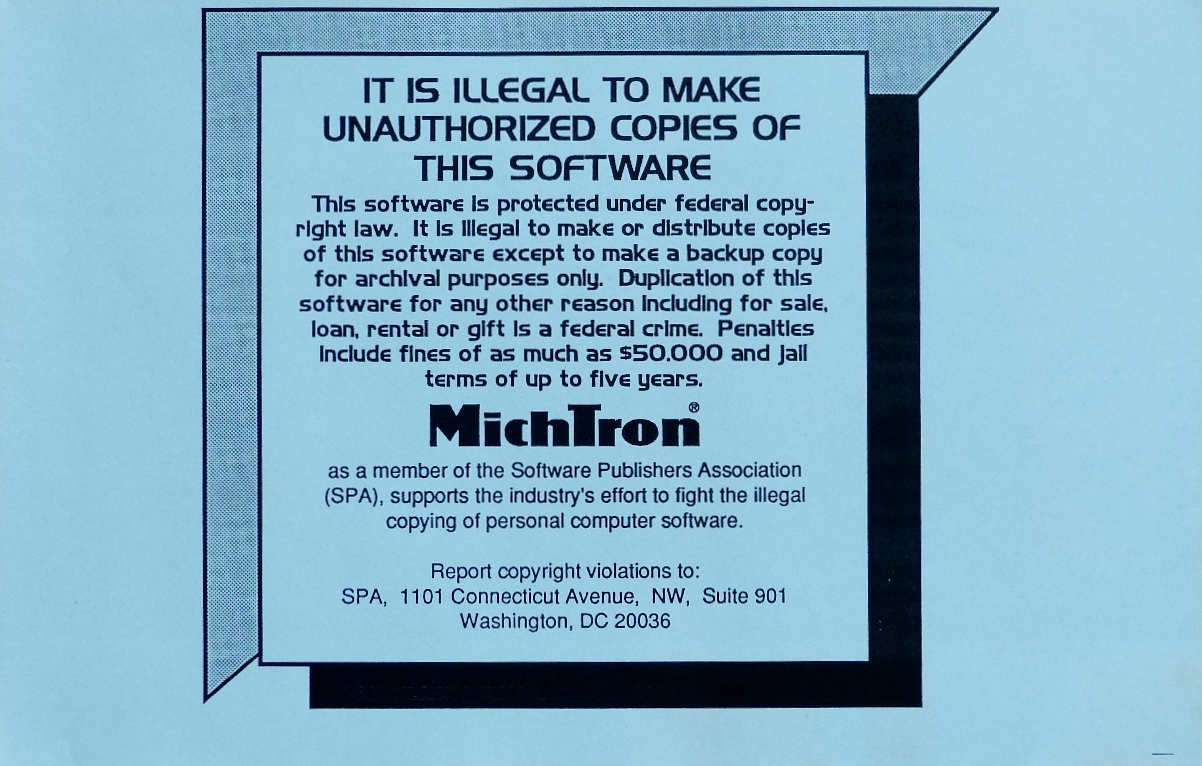 IT IS ILLEGAL TO MAKE
UNAUTHORIZED COPIES OF
THIS SOFTWARE
This software is protected under federal copy-
right law. It is illegal to make or distribute copies
of this software except to make a backup copy
for archival purposes only. Duplication of this
software for any other reason including for sale,
loan, rental or gift is a federal crime. Penalties
include fines of as much as $50.000 and jail
terms of up to five years.
MichTron®
as a member of the Software Publishers Association
(SPA), supports the industry's effort to fight the illegal
copying of personal computer software.
Report copyright violations to:
SPA, 1101 Connecticut Avenue, NW, Suite 901
Washington, DC 20036